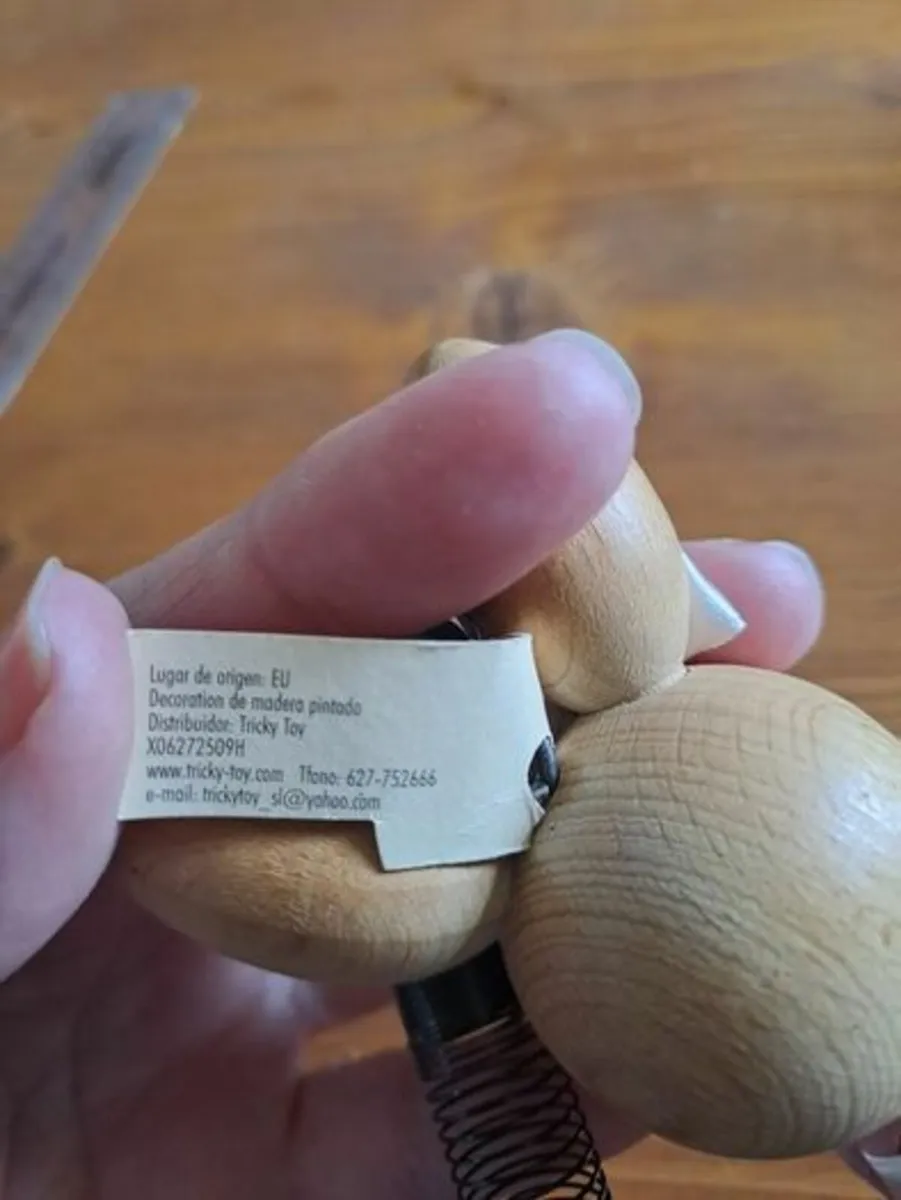 Lugar de origen: EU
Decoration de madera pintado
Distribuidor: Tricky Toy
X06272509H
www.tricky-toy.com Tfono: 627-752666
e-mail: trickytoy_sl@yahoo.com